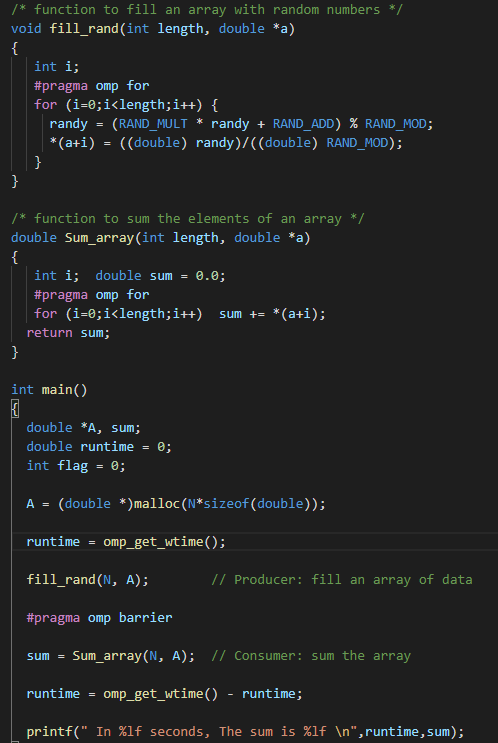 /* function to fill an array with random numbers */
void fill_rand(int length, double *a)
{
   int i;
   #pragma omp for
   for (i=0;i<length;i++) {
     randy = (RAND_MULT * randy + RAND_ADD) % RAND_MOD;
     *(a+i) = ((double) randy)/((double) RAND_MOD);
   }
}

/* function to sum the elements of an array */
double Sum_array(int length, double *a)
{
   int i;  double sum = 0.0;
   #pragma omp for
   for (i=0;i<length;i++)  sum += *(a+i);
  return sum;
}

int main()
{
  double *A, sum;
  double runtime = 0;
  int flag = 0;

  A = (double *)malloc(N*sizeof(double));

  runtime = omp_get_wtime();

  fill_rand(N, A);        // Producer: fill an array of data

  #pragma omp barrier

  sum = Sum_array(N, A);  // Consumer: sum the array

  runtime = omp_get_wtime() - runtime;

  printf(" In %lf seconds, The sum is %lf \n",runtime,sum);